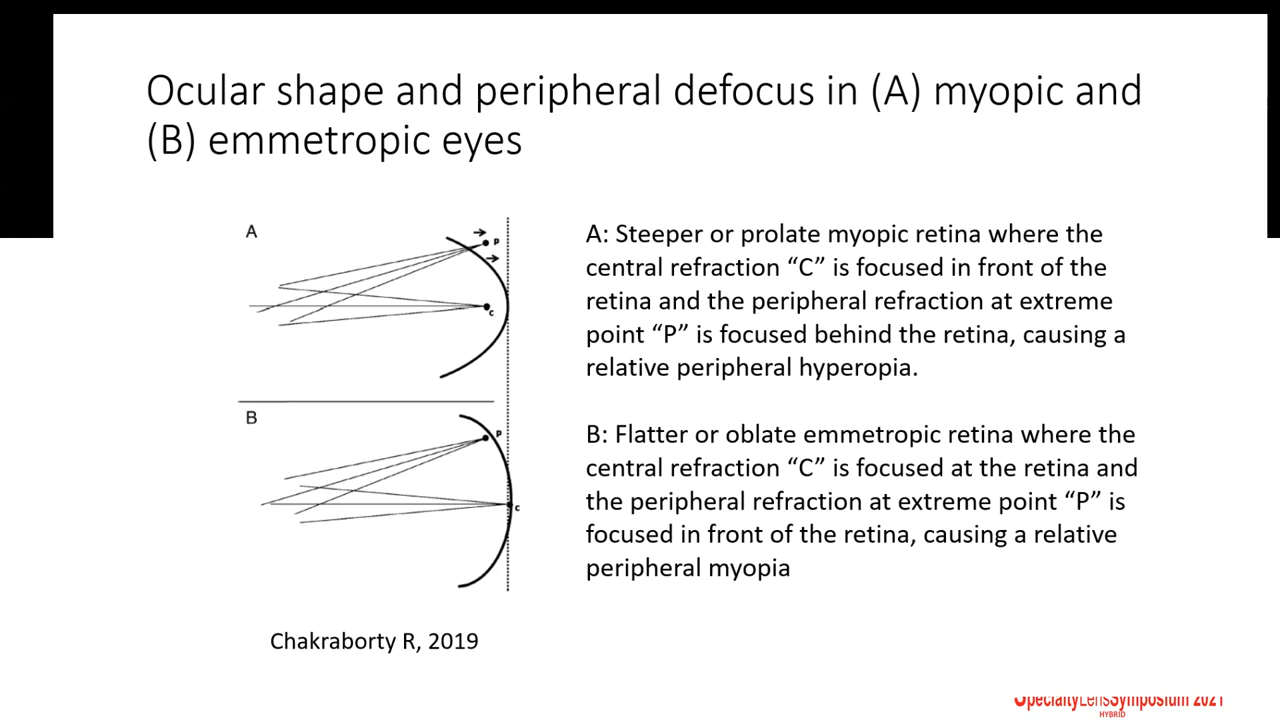 Ocular shape and peripheral defocus in (A) myopic and
(B) emmetropic eyes
A
P
C
B
P
C
A: Steeper or prolate myopic retina where the
central refraction “C” is focused in front of the
retina and the peripheral refraction at extreme
point “P” is focused behind the retina, causing a
relative peripheral hyperopia.
B: Flatter or oblate emmetropic retina where the
central refraction “C” is focused at the retina and
the peripheral refraction at extreme point “P” is
focused in front of the retina, causing a relative
peripheral myopia
Chakraborty R, 2019
SpecialtyLensSymposium 2021
HYBRID